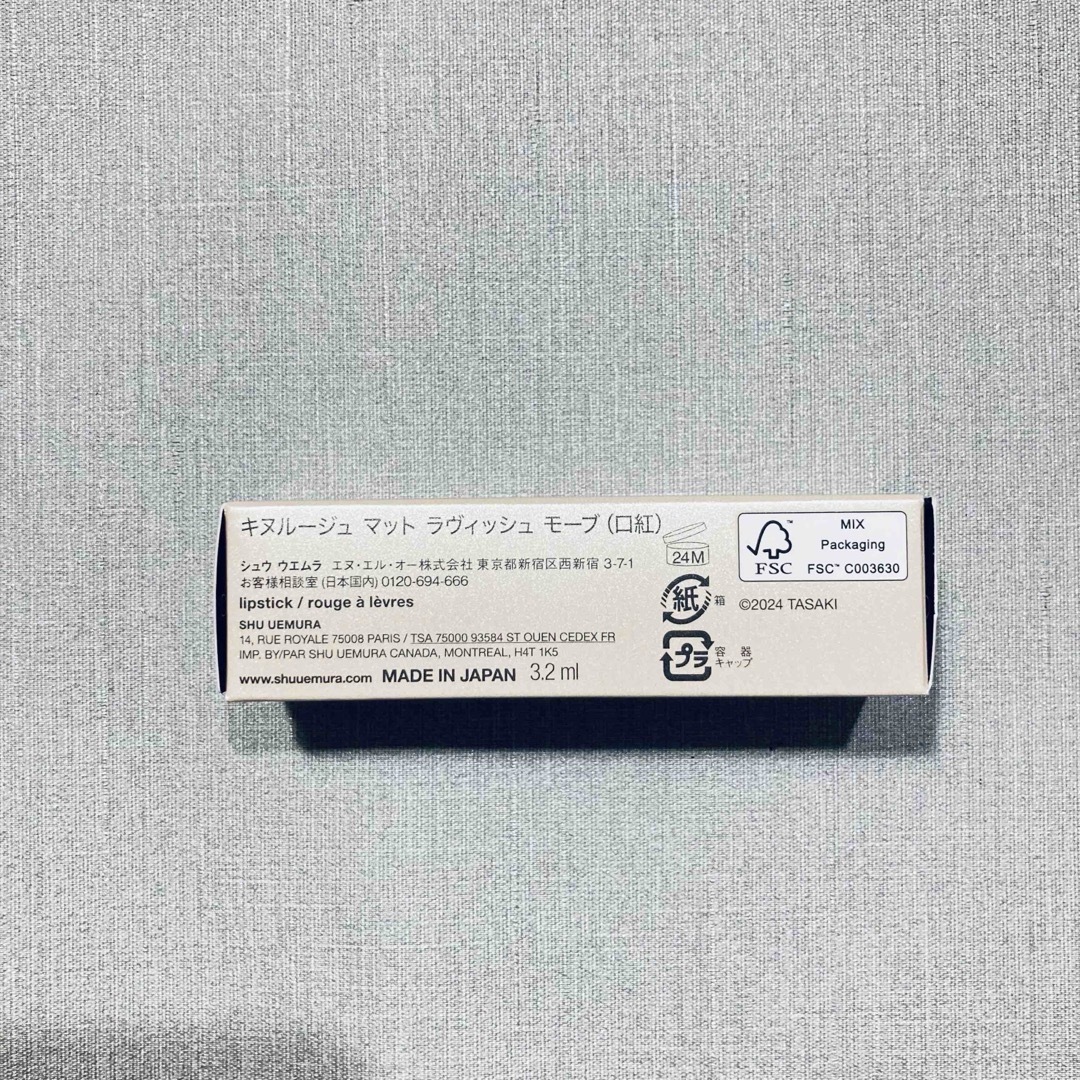 キヌルージュ マット ラヴィッシュ モーブ (口紅)
シュウ ウエムラ エヌ・エル・オー株式会社 東京都新宿区西新宿 3-7-1
お客様相談室 (日本国内) 0120-694-666
lipstick / rouge à lèvres
SHU UEMURA
14, RUE ROYALE 75008 PARIS / TSA 75000 93584 ST OUEN CEDEX FR
IMP. BY/PAR SHU UEMURA CANADA, MONTREAL, H4T 1K5
www.shuuemura.com MADE IN JAPAN 3.2 ml
24M
紙 箱
©2024 TASAKI
プラ 容器
キャップ
FSC™
MIX
Packaging
FSC™ C003630